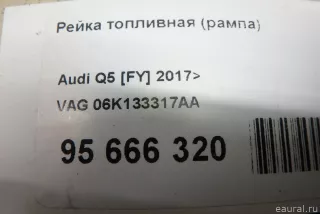 Рейка топливная (рампа)
Audi Q5 [FY] 2017>
VAG 06K133317AA
95 666 320
eaural.ru